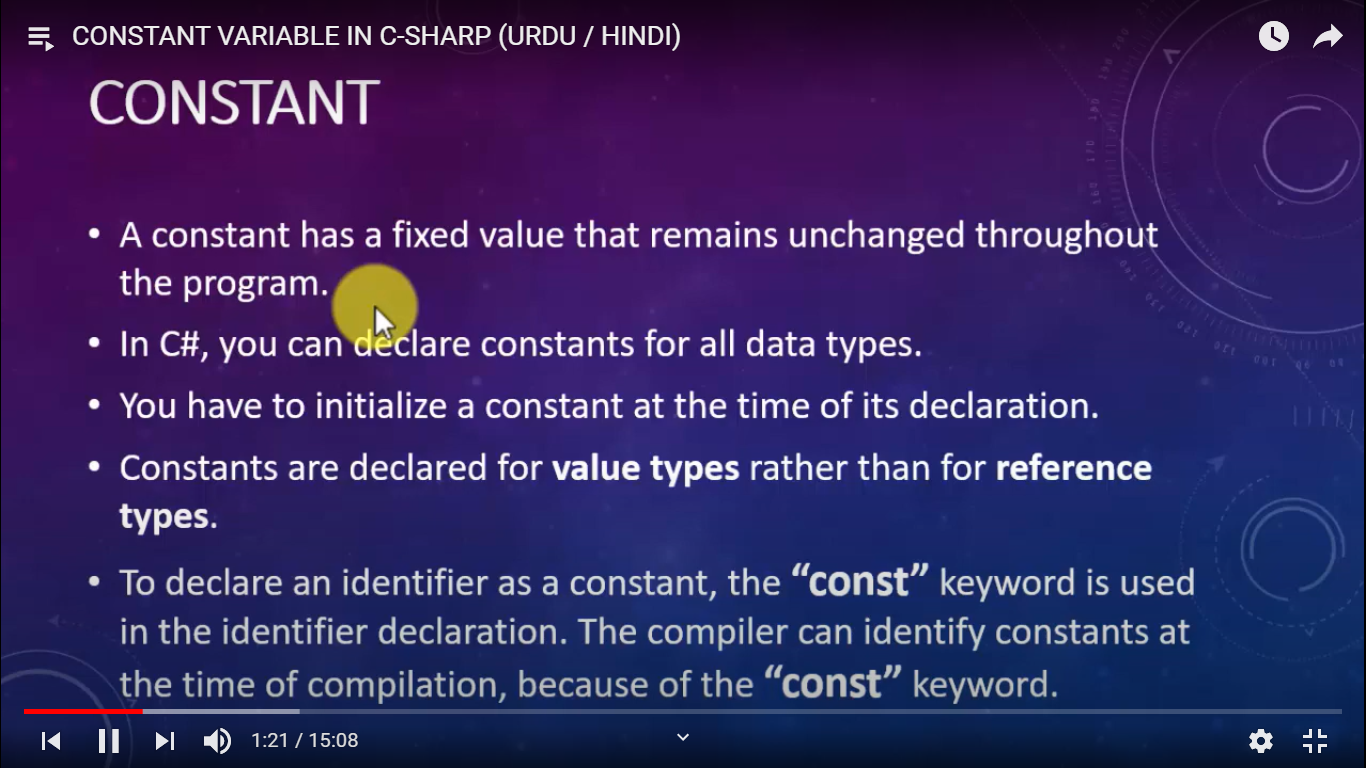 CONSTANT VARIABLE IN C-SHARP (URDU / HINDI)
CONSTANT
• A constant has a fixed value that remains unchanged throughout
the program.
• In C#, you can declare constants for all data types.
• You have to initialize a constant at the time of its declaration.
• Constants are declared for value types rather than for reference
types.
• To declare an identifier as a constant, the “const” keyword is used
in the identifier declaration. The compiler can identify constants at
the time of compilation, because of the “const” keyword.
1:21 / 15:08